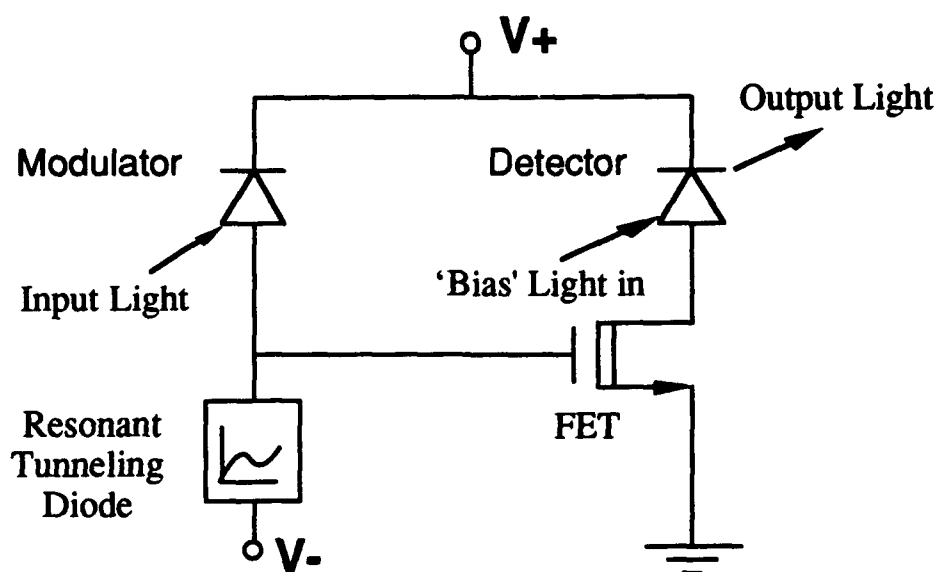 V+
Output Light
Modulator
Detector
Input Light
'Bias' Light in
Resonant
Tunneling
Diode
FET
V-